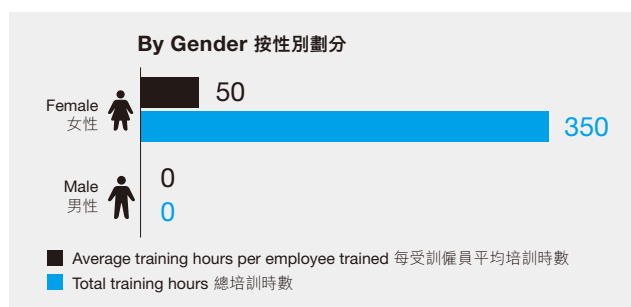 By Gender 按性別劃分
Female
女性
50
350
Male
男性
0
0
Average training hours per employee trained 每受訓僱員平均培訓時數
Total training hours 總培訓時數